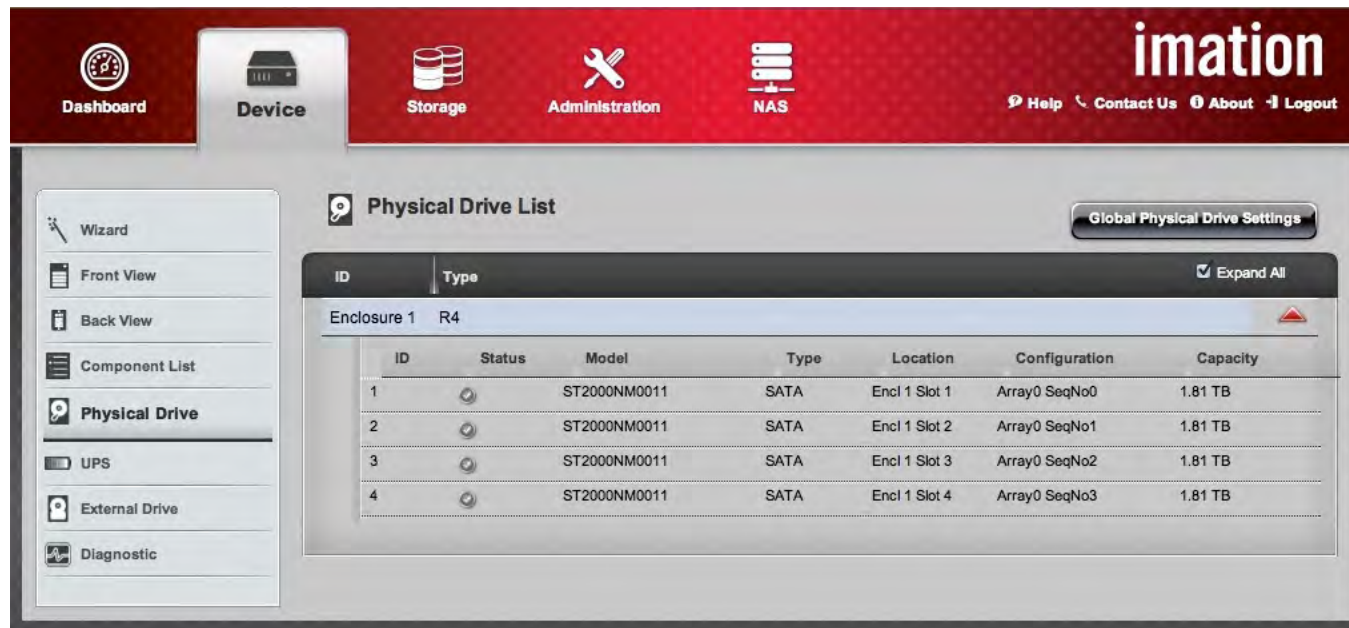 imation
Dashboard
Device
Storage
Administration
NAS
Help Contact Us About Logout
Wizard
Front View
Back View
Component List
Physical Drive
UPS
External Drive
Diagnostic
Physical Drive List
Global Physical Drive Settings
ID Type Expand All
Enclosure 1 R4
ID Status Model Type Location Configuration Capacity
1 ST2000NM0011 SATA Encl 1 Slot 1 Array0 SeqNo0 1.81 TB
2 ST2000NM0011 SATA Encl 1 Slot 2 Array0 SeqNo1 1.81 TB
3 ST2000NM0011 SATA Encl 1 Slot 3 Array0 SeqNo2 1.81 TB
4 ST2000NM0011 SATA Encl 1 Slot 4 Array0 SeqNo3 1.81 TB